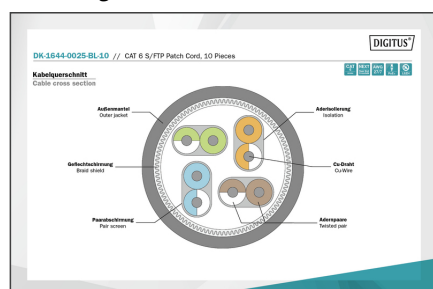 DIGITUS®
DK-1644-0025-BL-10 // CAT 6 S/FTP Patch Cord, 10 Pieces
Kabelquerschnitt
Cable cross section
Außenmantel
Outer jacket
Aderisolierung
Isolation
Geflechtschirmung
Braid shield
Cu-Draht
Cu-Wire
Paarabschirmung
Pair screen
Adernpaare
Twisted pair